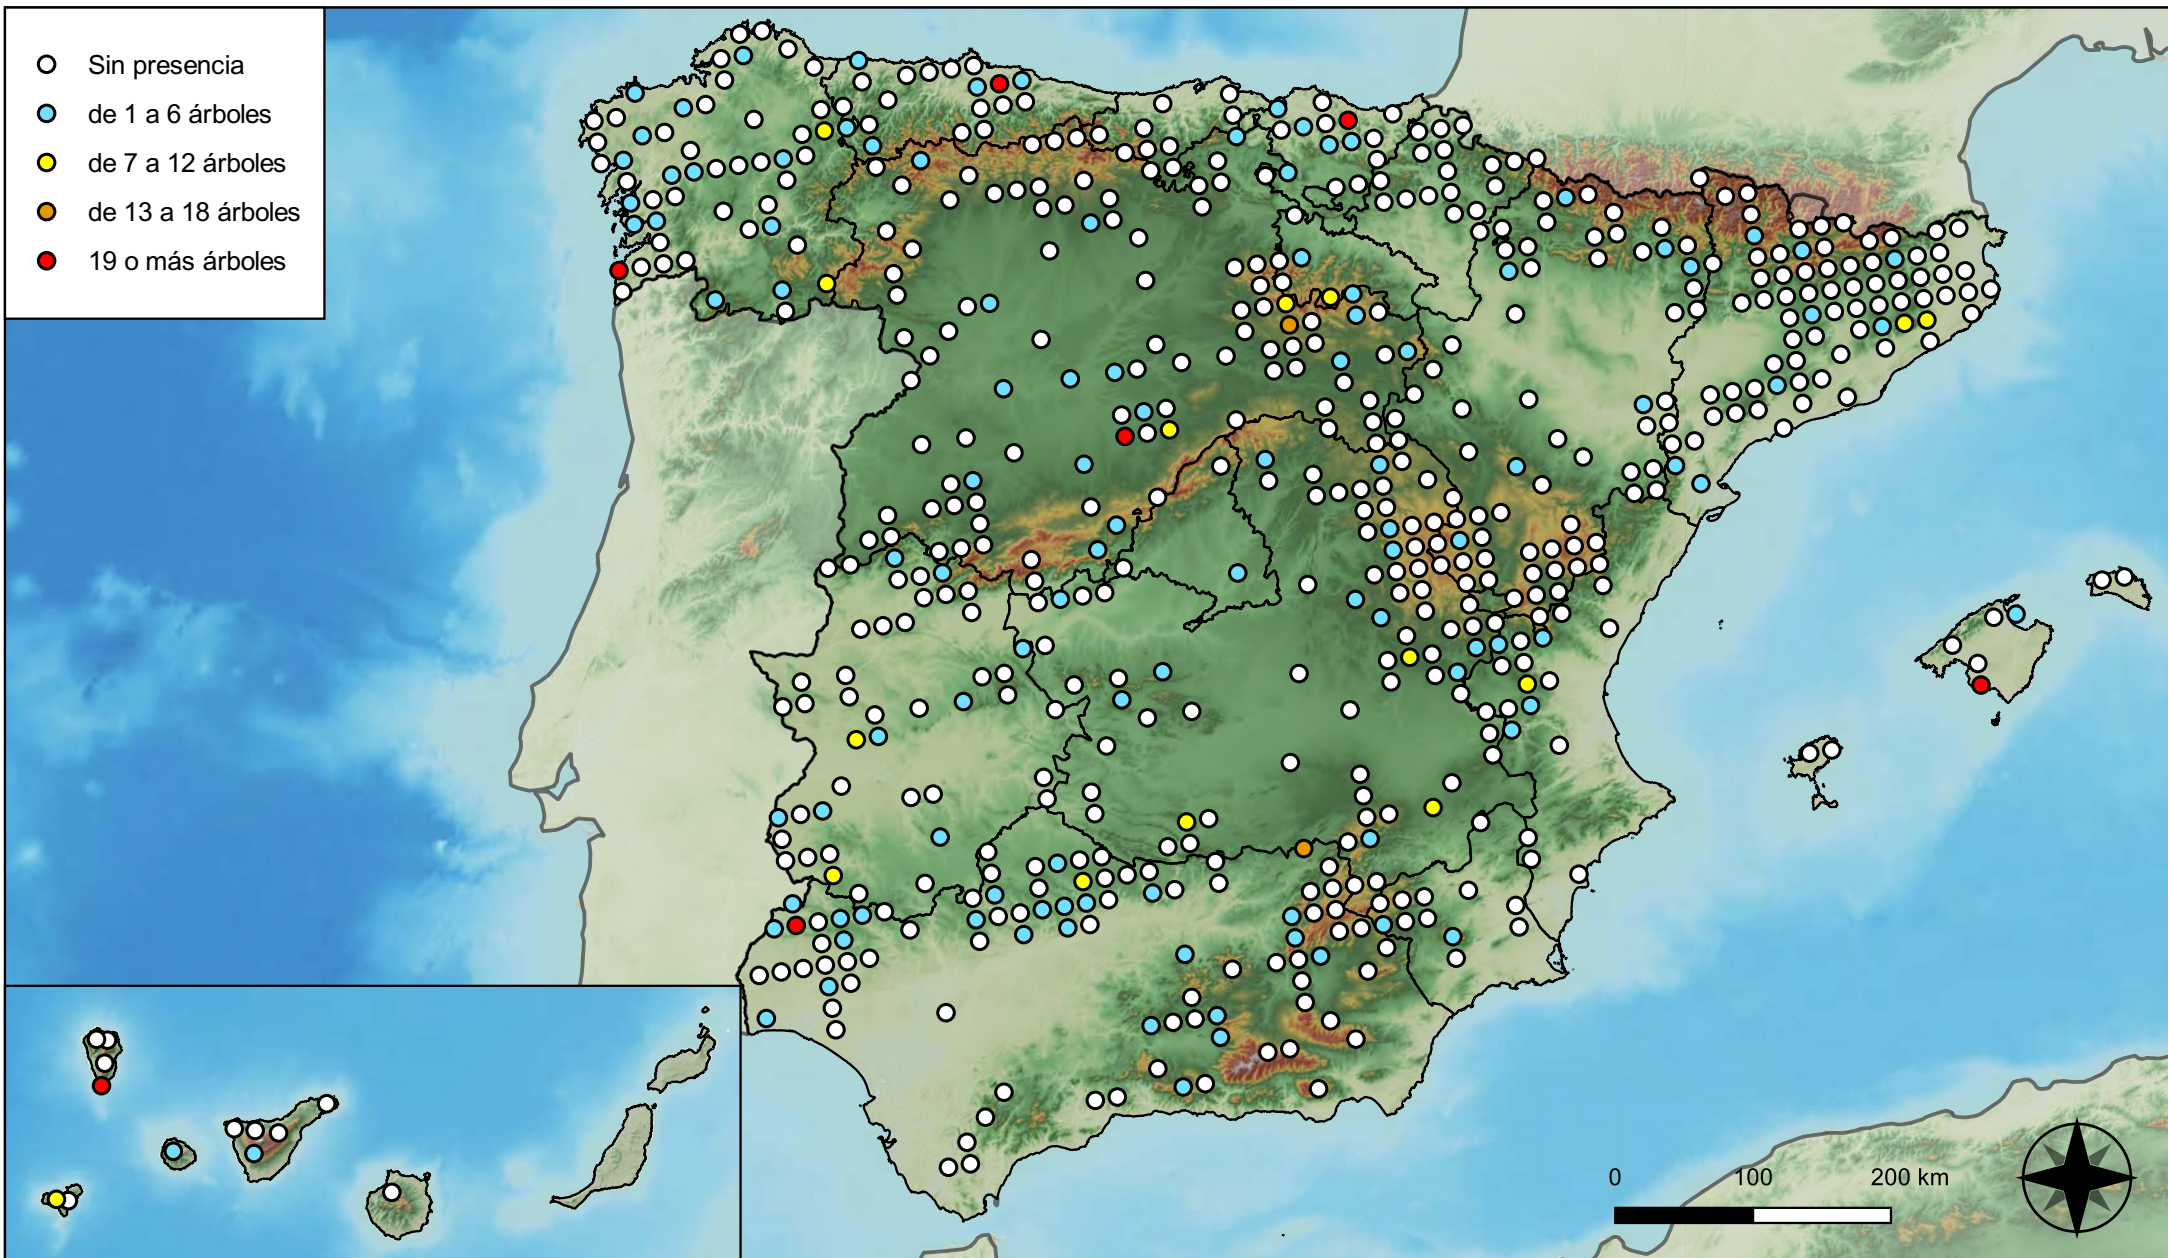 Sin presencia
de 1 a 6 árboles
de 7 a 12 árboles
de 13 a 18 árboles
19 o más árboles
0 100 200 km